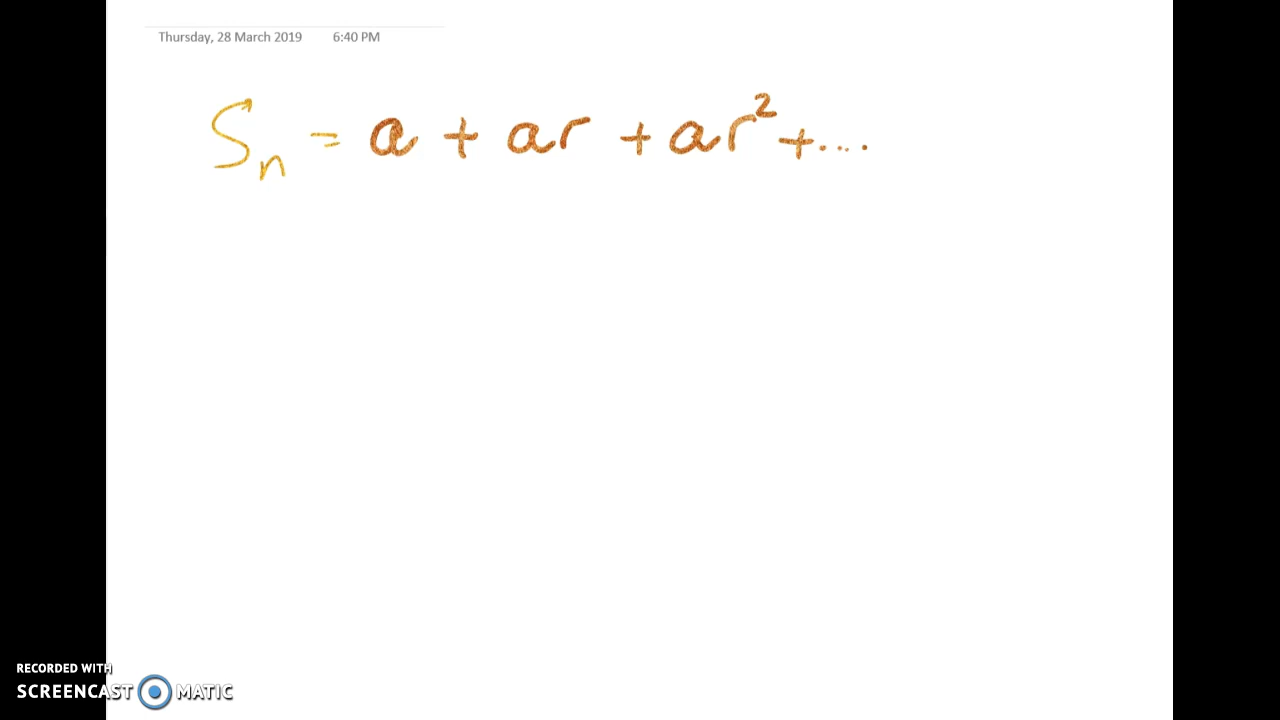 Thursday, 28 March 2019 6:40 PM
Sₙ = a + ar + ar² + ....
RECORDED WITH
SCREENCAST MATIC